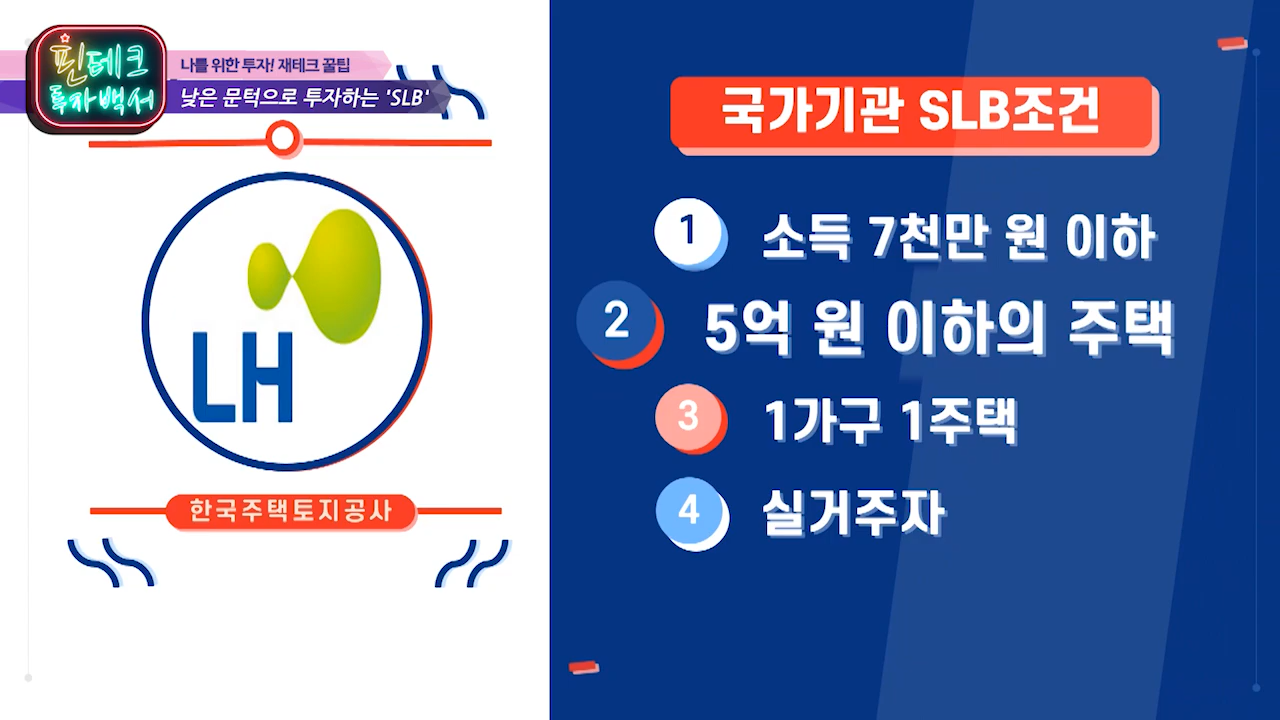 핀테크
투자백서
나를 위한 투자! 재테크 꿀팁
낮은 문턱으로 투자하는 'SLB'
LH
한국주택토지공사
국가기관 SLB조건
1 소득 7천만 원 이하
2 5억 원 이하의 주택
3 1가구 1주택
4 실거주자